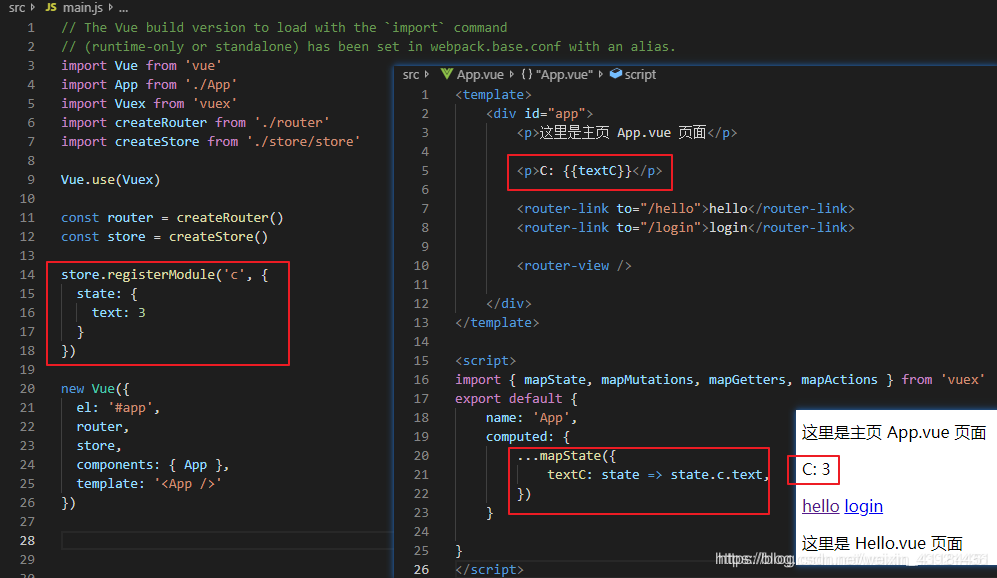 src main.js ...
1 // The Vue build version to load with the `import` command
2 // (runtime-only or standalone) has been set in webpack.base.conf with an alias.
3 import Vue from 'vue'
4 import App from './App'
5 import Vuex from 'vuex'
6 import createRouter from './router'
7 import createStore from './store/store'
8
9 Vue.use(Vuex)
10
11 const router = createRouter()
12 const store = createStore()
13
14 store.registerModule('c', {
15 state: {
16 text: 3
17 }
18 })
19
20 new Vue({
21 el: '#app',
22 router,
23 store,
24 components: { App },
25 template: '<App />'
26 })
27
28
29
src App.vue {} "App.vue" script
1 <template>
2 <div id="app">
3 <p>这里是主页 App.vue 页面</p>
4
5 <p>C: {{textC}}</p>
6
7 <router-link to="/hello">hello</router-link>
8 <router-link to="/login">login</router-link>
9
10 <router-view />
11
12 </div>
13 </template>
14
15 <script>
16 import { mapState, mapMutations, mapGetters, mapActions } from 'vuex'
17 export default {
18 name: 'App',
19 computed: {
20 ...mapState({
21 textC: state => state.c.text,
22 })
23 }
24
25 }
26 </script>
这里是主页 App.vue 页面
C: 3
hello login
这里是 Hello.vue 页面